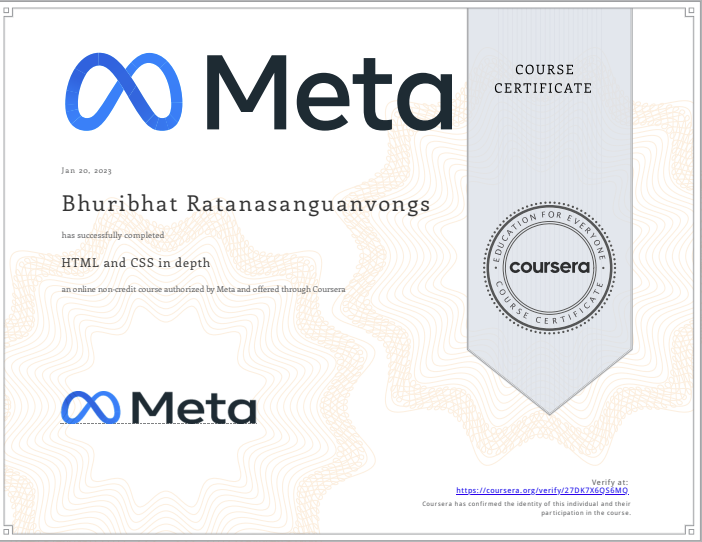 Meta
COURSE
CERTIFICATE
Jan 20, 2023
Bhuribhat Ratanasanguanvongs
has successfully completed
HTML and CSS in depth
an online non-credit course authorized by Meta and offered through Coursera
EDUCATION FOR EVERYONE
coursera
COURSE CERTIFICATE
Meta
Verify at:
https://coursera.org/verify/27DK7X6QS6MQ
Coursera has confirmed the identity of this individual and their
participation in the course.